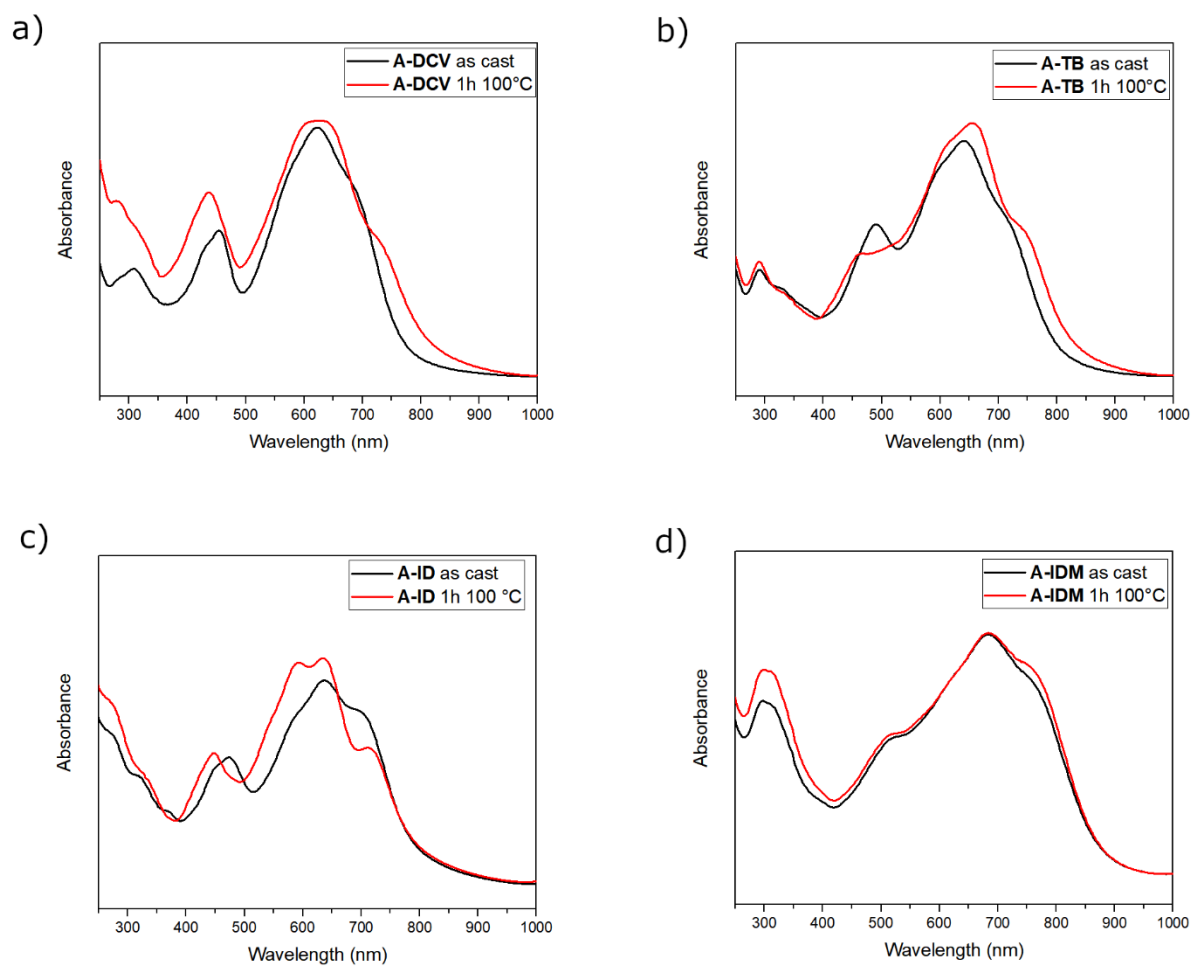 a)
A-DCV as cast
A-DCV 1h 100°C
Absorbance
300 400 500 600 700 800 900 1000
Wavelength (nm)
b)
A-TB as cast
A-TB 1h 100°C
Absorbance
300 400 500 600 700 800 900 1000
Wavelength (nm)
c)
A-ID as cast
A-ID 1h 100 °C
Absorbance
300 400 500 600 700 800 900 1000
Wavelength (nm)
d)
A-IDM as cast
A-IDM 1h 100°C
Absorbance
300 400 500 600 700 800 900 1000
Wavelength (nm)